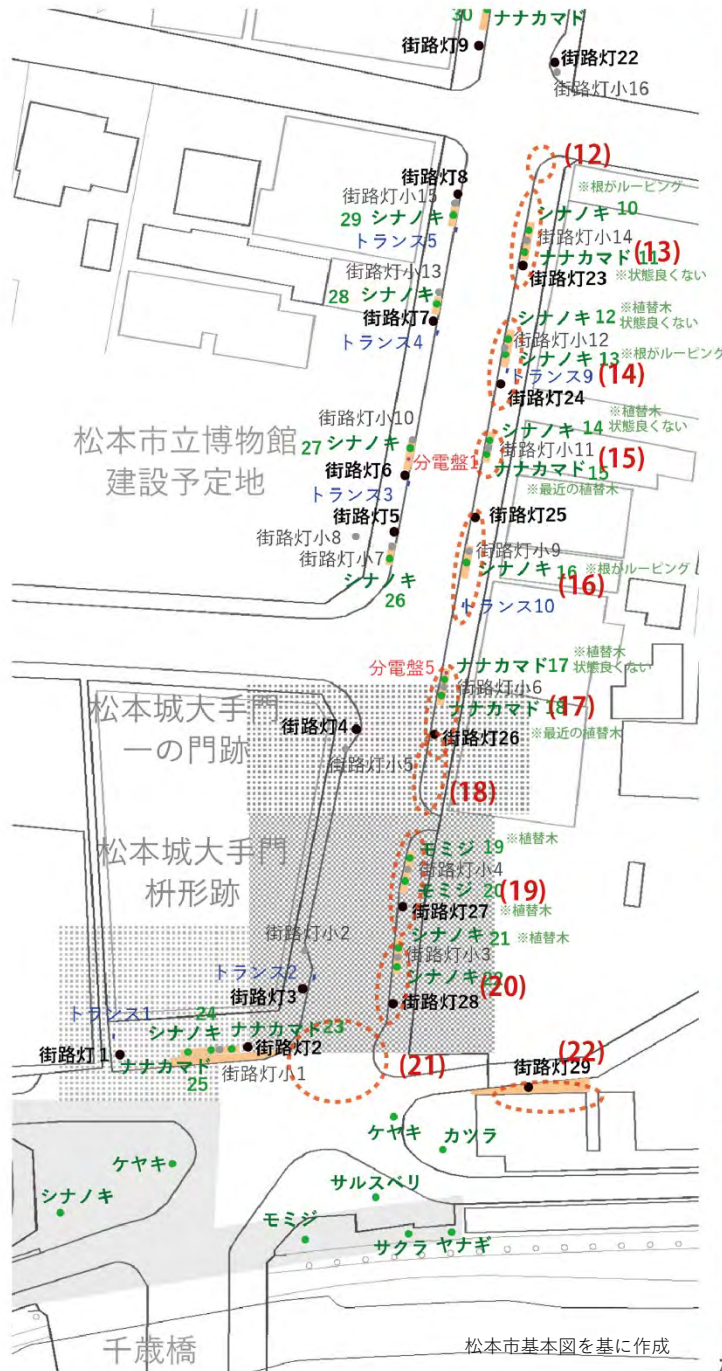 30 ナナカマド
街路灯9
街路灯22
街路灯小16
(12)
街路灯8
街路灯小15
29 シナノキ
トランス5
※根がルーピング
シナノキ 10
街路灯小14
ナナカマド 11
(13)
街路灯23
※状態良くない
街路灯小13
28 シナノキ
街路灯7
トランス4
シナノキ 12
※植替木
状態良くない
街路灯小12
シナノキ 13
※根がルーピング
トランス9
(14)
街路灯24
街路灯小10
27 シナノキ
街路灯6
トランス3
分電盤1
※植替木
シナノキ 14
状態良くない
街路灯小11
(15)
ナナカマド 15
※最近の植替木
松本市立博物館
建設予定地
街路灯5
街路灯小8
街路灯小7
シナノキ
26
街路灯25
街路灯小9
シナノキ 16
※根がルーピング
(16)
トランス10
分電盤5
※植替木
ナナカマド17
状態良くない
街路灯小6
ナナカマド 18
(17)
街路灯26
※最近の植替木
松本城大手門
一の門跡
街路灯4
街路灯小5
(18)
松本城大手門
枡形跡
モミジ 19
※植替木
街路灯小4
モミジ 20
(19)
街路灯27
※植替木
シナノキ 21
※植替木
街路灯小3
シナノキ 22
(20)
街路灯28
街路灯小2
トランス2
街路灯3
トランス1
24
シナノキ
ナナカマド23
街路灯1
街路灯2
ナナカマド
25
街路灯小1
(21)
(22)
街路灯29
ケヤキ
カツラ
ケヤキ
シナノキ
サルスベリ
モミジ
サクラ
ヤナギ
千歳橋
松本市基本図を基に作成